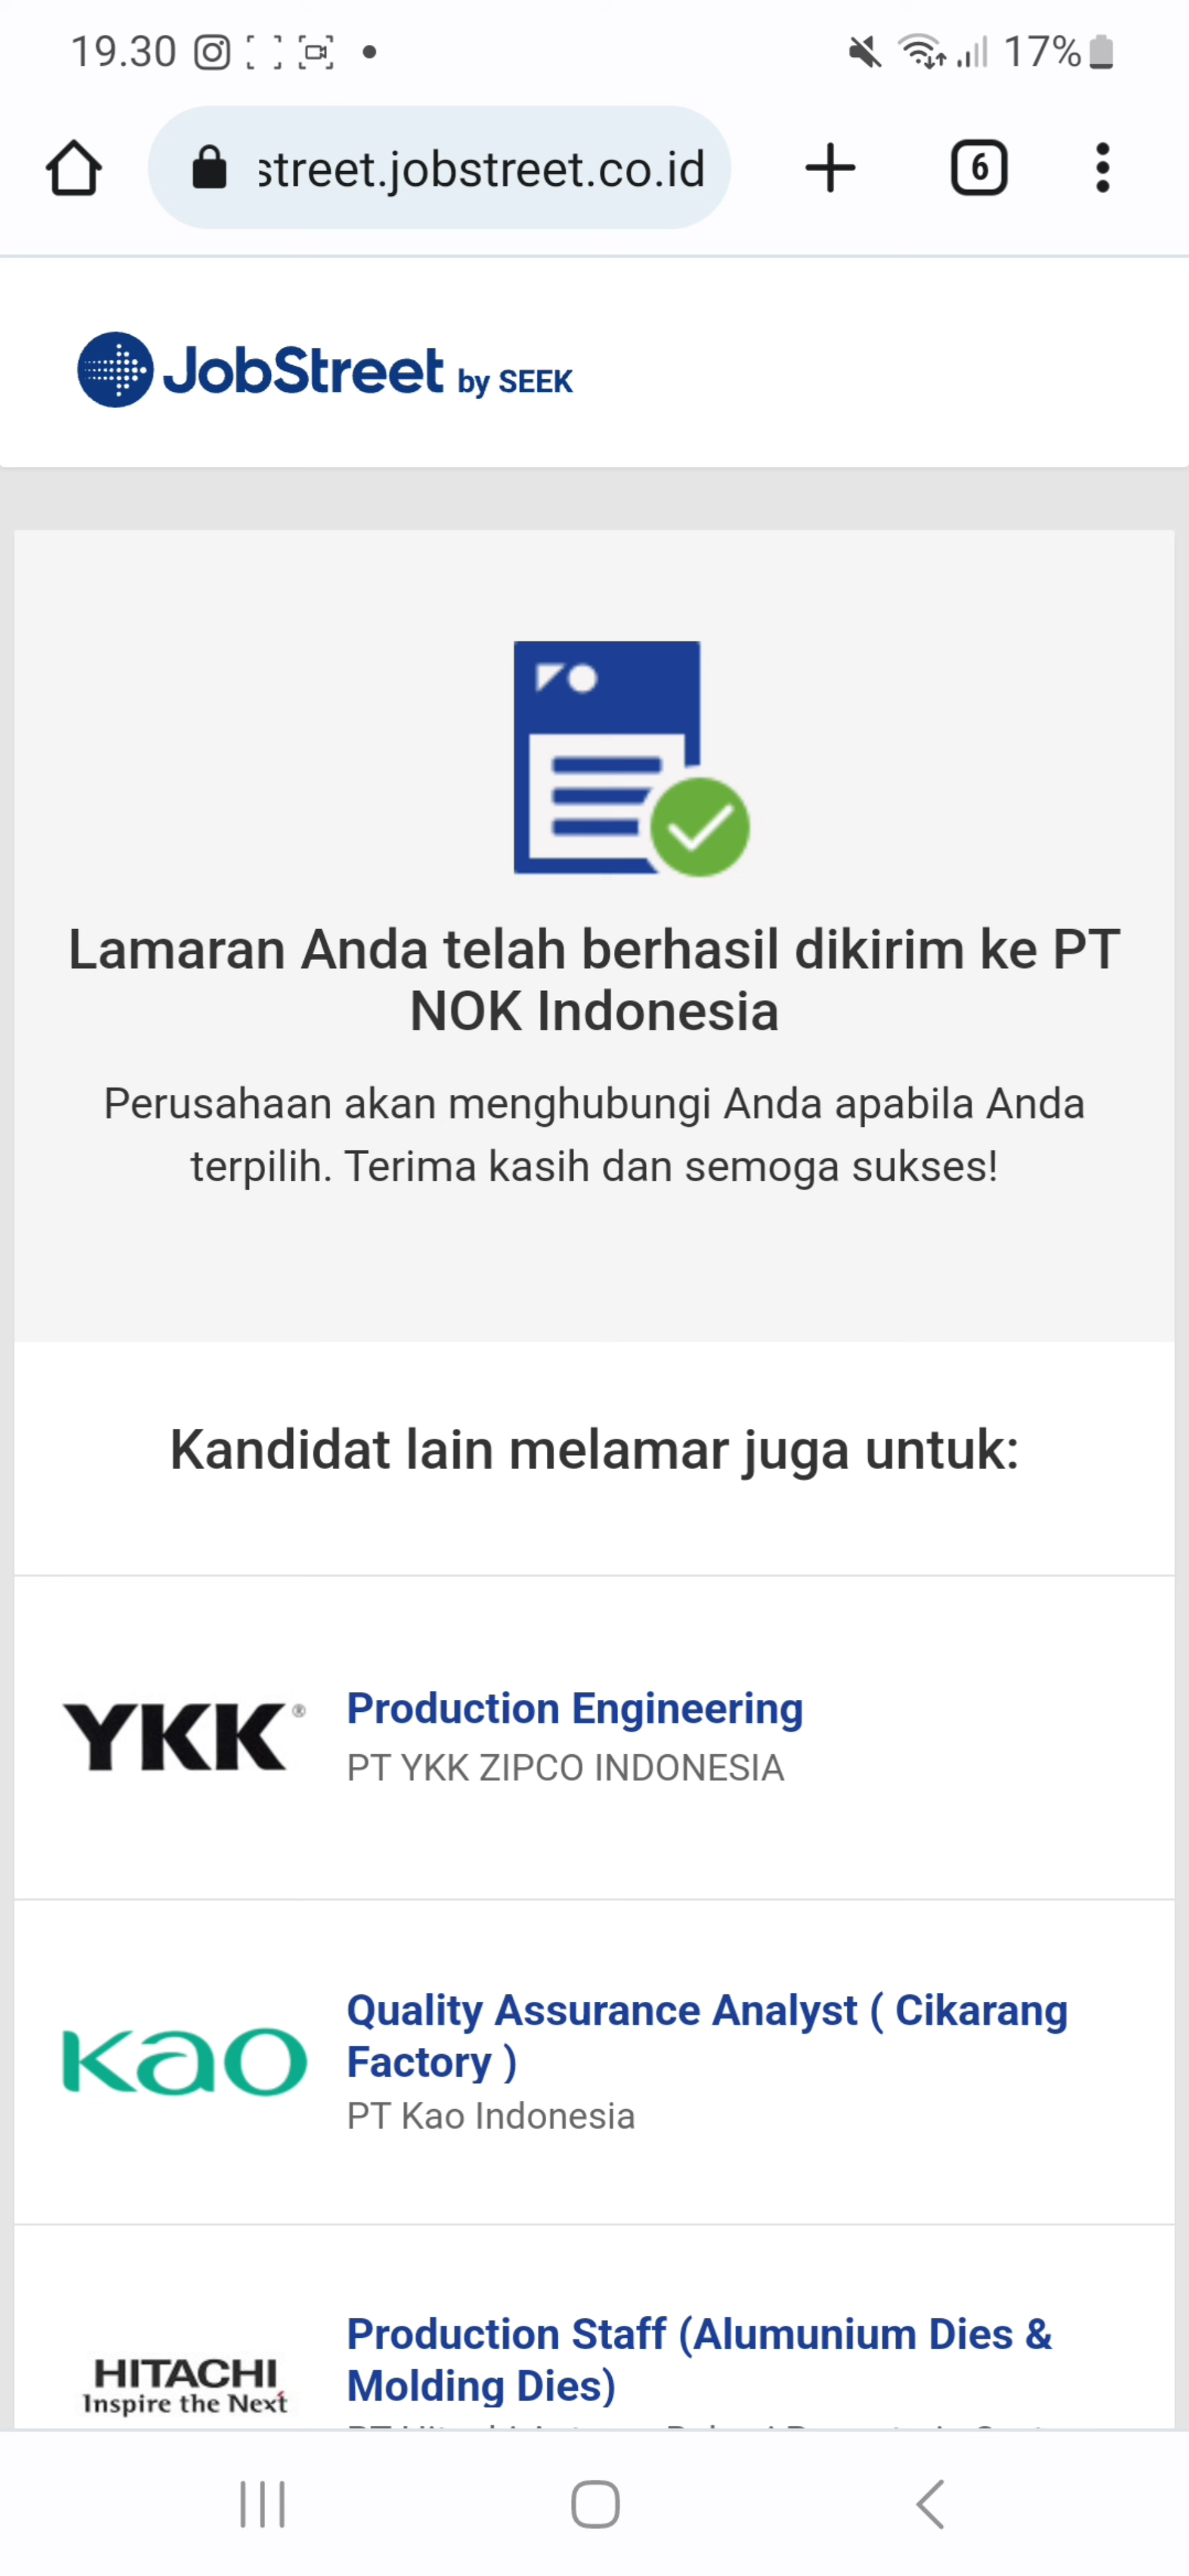 19.30
17%
street.jobstreet.co.id
6
JobStreet by SEEK
Lamaran Anda telah berhasil dikirim ke PT
NOK Indonesia
Perusahaan akan menghubungi Anda apabila Anda
terpilih. Terima kasih dan semoga sukses!
Kandidat lain melamar juga untuk:
YKK®
Production Engineering
PT YKK ZIPCO INDONESIA
Kao
Quality Assurance Analyst ( Cikarang
Factory )
PT Kao Indonesia
HITACHI
Inspire the Next
Production Staff (Alumunium Dies &
Molding Dies)